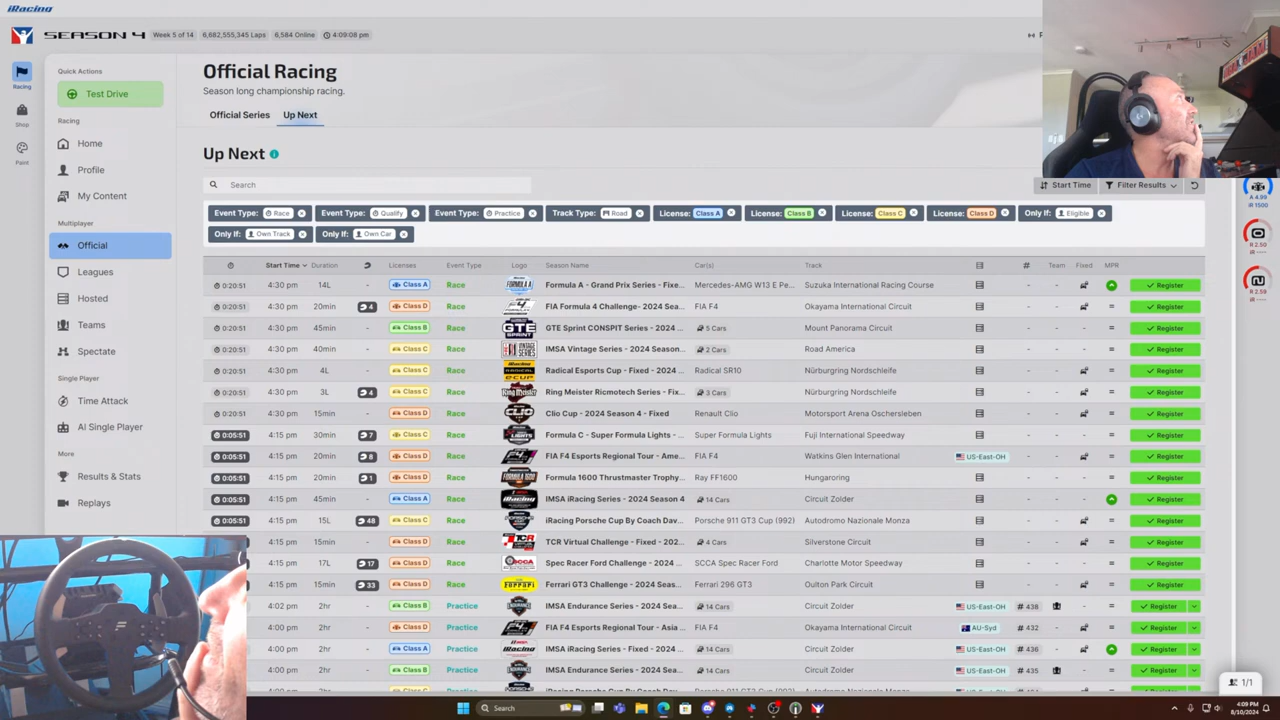 iRacing
SEASON 4 Week 5 of 14 6,682,555,345 Laps 6,584 Online 4:09:08 pm
Racing
Shop
Paint
Quick Actions
Test Drive
Racing
Home
Profile
My Content
Multiplayer
Official
Leagues
Hosted
Teams
Spectate
Single Player
Time Attack
AI Single Player
More
Results & Stats
Replays
Official Racing
Season long championship racing.
Official Series Up Next
Up Next
Search Start Time Filter Results
Event Type: Race Event Type: Qualify Event Type: Practice Track Type: Road License: Class A License: Class B License: Class C License: Class D Only If: Eligible
Only If: Own Track Only If: Own Car
Start Time Duration Licenses Event Type Logo Season Name Car(s) Track # Team Fixed MPR
0:20:51 4:30 pm 14L - Class A Race Formula A - Grand Prix Series - Fixed Mercedes-AMG W13 E Pe... Suzuka International Racing Course - - = Register
0:20:51 4:30 pm 20min 4 Class D Race FIA Formula 4 Challenge- 2024 Sea... FIA F4 Okayama International Circuit - - = Register
0:20:51 4:30 pm 45min - Class B Race GTE Sprint CONSPIT Series - 2024 ... 5 Cars Mount Panorama Circuit - - - = Register
0:20:51 4:30 pm 40min - Class C Race IMSA Vintage Series - 2024 Season... 2 Cars Road America - - - = Register
0:20:51 4:30 pm 4L - Class C Race Radical Esports Cup - Fixed - 2024... Radical SR10 Nürburgring Nordschleife - - = Register
0:20:51 4:30 pm 3L 4 Class C Race Ring Meister Ricmotech Series - Fix... 3 Cars Nürburgring Nordschleife - - = Register
0:20:51 4:30 pm 15min - Class D Race Clio Cup - 2024 Season 4 - Fixed Renault Clio Motorsport Arena Oschersleben - - = Register
0:05:51 4:15 pm 30min 7 Class C Race Formula C - Super Formula Lights -... Super Formula Lights Fuji International Speedway - - - = Register
0:05:51 4:15 pm 20min 8 Class D Race FIA F4 Esports Regional Tour - Ame... FIA F4 Watkins Glen International US-East-OH - - = Register
0:05:51 4:15 pm 20min 1 Class D Race Formula 1600 Thrustmaster Trophy... Ray FF1600 Hungaroring - - - = Register
0:05:51 4:15 pm 45min - Class A Race IMSA iRacing Series - 2024 Season 4 14 Cars Circuit Zolder - - - Register
0:05:51 4:15 pm 15L 48 Class C Race iRacing Porsche Cup By Coach Dav... Porsche 911 GT3 Cup (992) Autodromo Nazionale Monza - - - = Register
0:05:51 4:15 pm 15min - Class D Race TCR Virtual Challenge - Fixed - 202... 4 Cars Silverstone Circuit - - = Register
4:15 pm 17L 17 Class D Race Spec Racer Ford Challenge - 2024 ... SCCA Spec Racer Ford Charlotte Motor Speedway - - = Register
4:15 pm 15min 33 Class D Race Ferrari GT3 Challenge - 2024 Sea... Ferrari 296 GT3 Oulton Park Circuit - - = Register
4:02 pm 2hr - Class B Practice IMSA Endurance Series - 2024 Sea... 14 Cars Circuit Zolder US-East-OH # 438 - = Register
4:00 pm 2hr - Class D Practice FIA F4 Esports Regional Tour - Asia ... FIA F4 Okayama International Circuit AU-Syd # 432 - = Register
4:00 pm 2hr - Class A Practice IMSA iRacing Series - Fixed - 2024 ... 14 Cars Circuit Zolder US-East-OH # 436 - Register
4:00 pm 2hr - Class B Practice IMSA Endurance Series - 2024 Sea... 14 Cars Circuit Zolder US-East-OH # 435 - = Register
A 4.99
iR 1500
R 2.50
iR ----
R 2.59
iR ----
1/1
Search
4:09 PM
8/10/2024